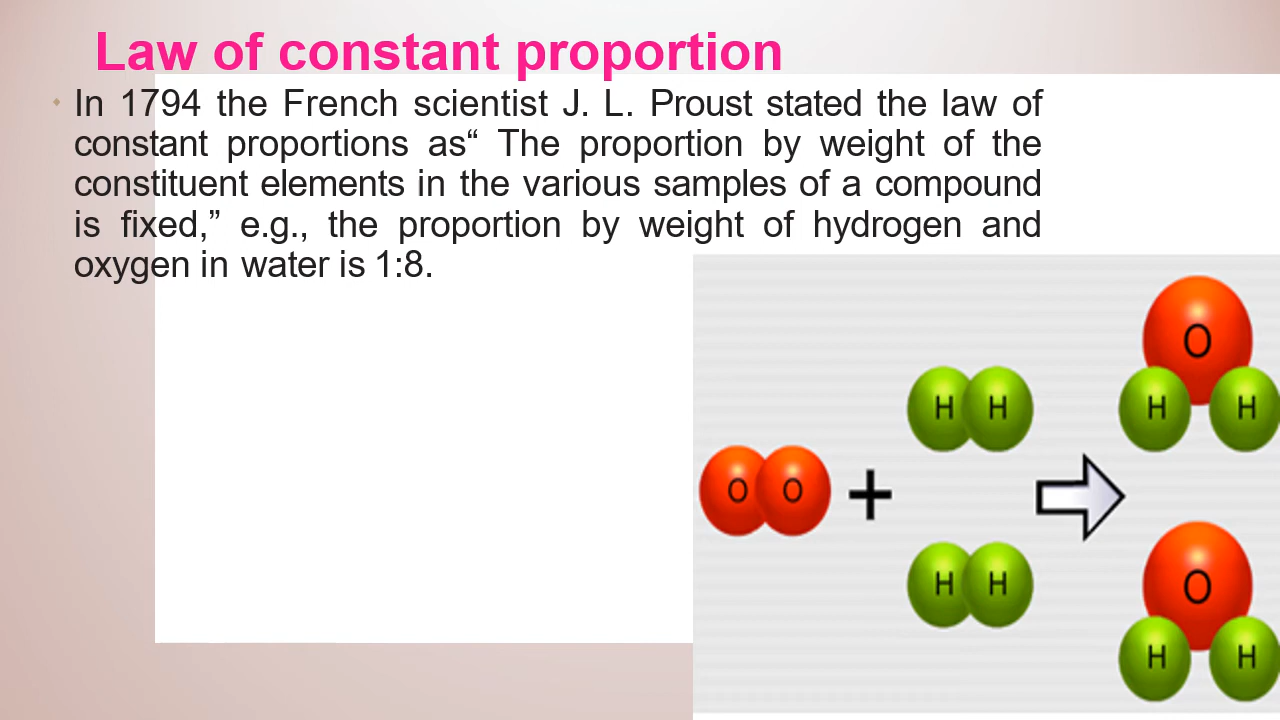 Law of constant proportion
In 1794 the French scientist J. L. Proust stated the law of
constant proportions as“ The proportion by weight of the
constituent elements in the various samples of a compound
is fixed,” e.g., the proportion by weight of hydrogen and
oxygen in water is 1:8.
O
H H
H H
O O +
H H
O
H H